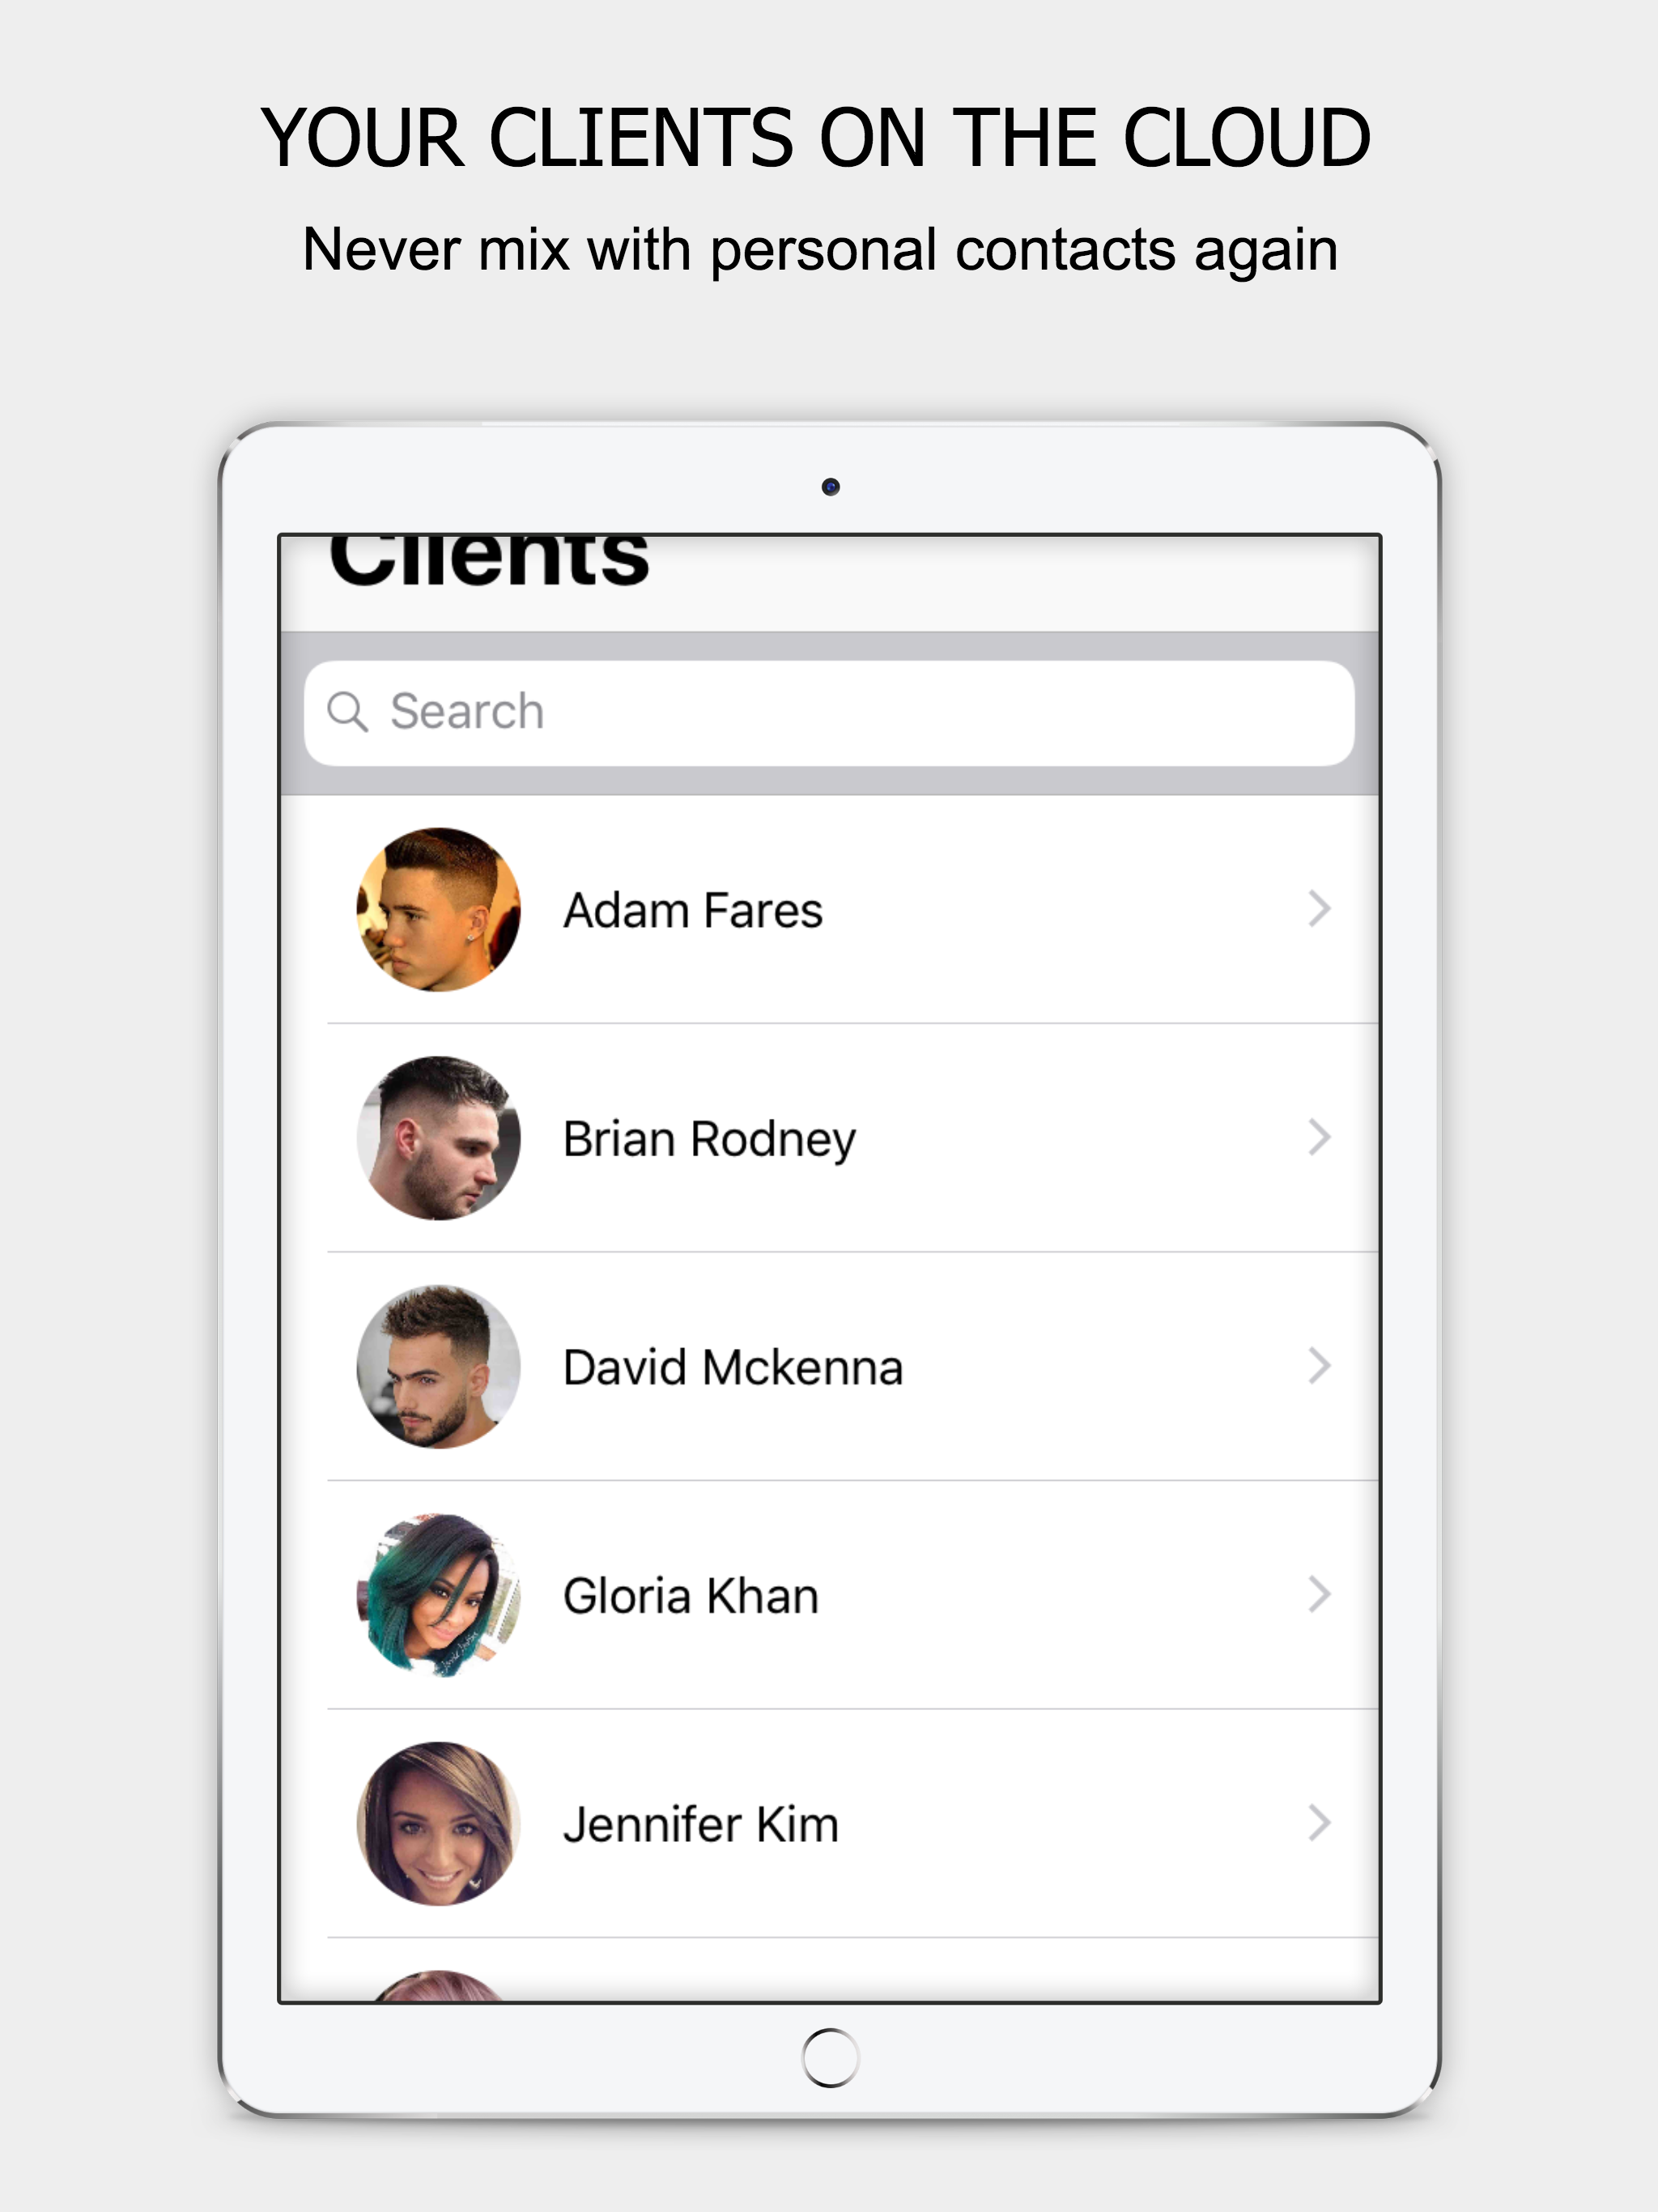 YOUR CLIENTS ON THE CLOUD
Never mix with personal contacts again
Clients
Search
Adam Fares
Brian Rodney
David Mckenna
Gloria Khan
Jennifer Kim